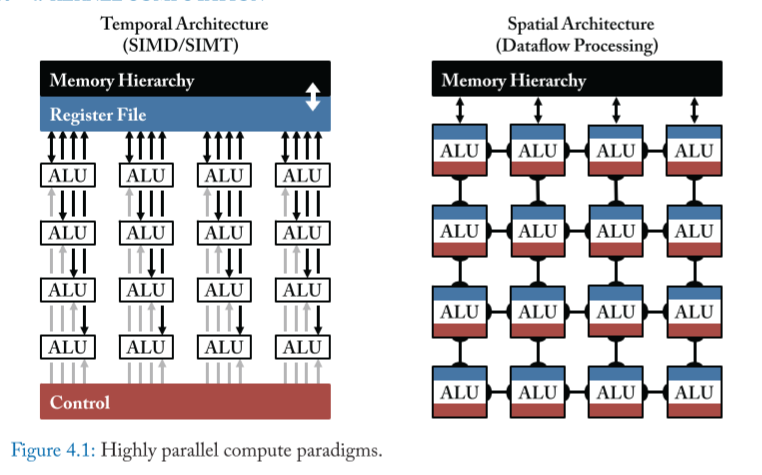 Temporal Architecture
(SIMD/SIMT)
Memory Hierarchy
Register File
ALU ALU ALU ALU
ALU ALU ALU ALU
ALU ALU ALU ALU
ALU ALU ALU ALU
Control
Spatial Architecture
(Dataflow Processing)
Memory Hierarchy
ALU ALU ALU ALU
ALU ALU ALU ALU
ALU ALU ALU ALU
ALU ALU ALU ALU
Figure 4.1: Highly parallel compute paradigms.